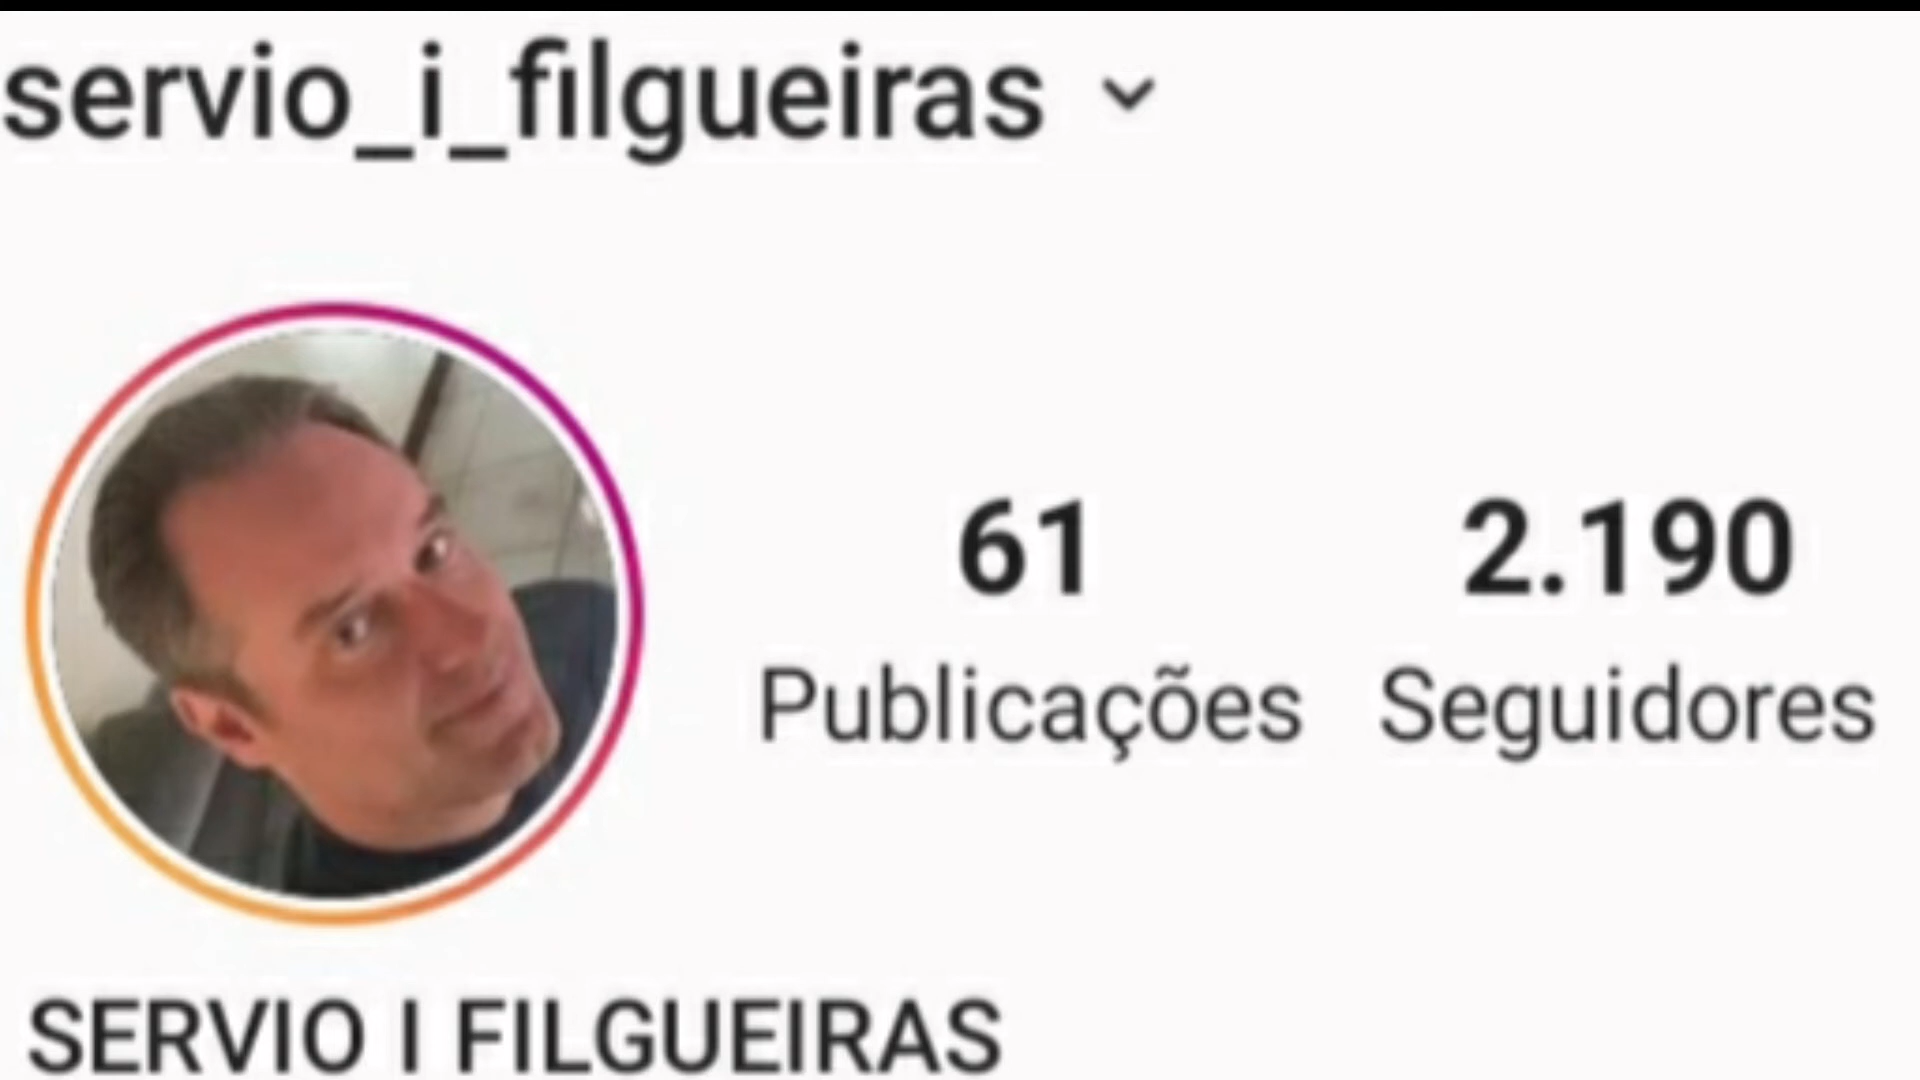 servio_i_filgueiras
61 2.190
Publicações Seguidores
SERVIO I FILGUEIRAS